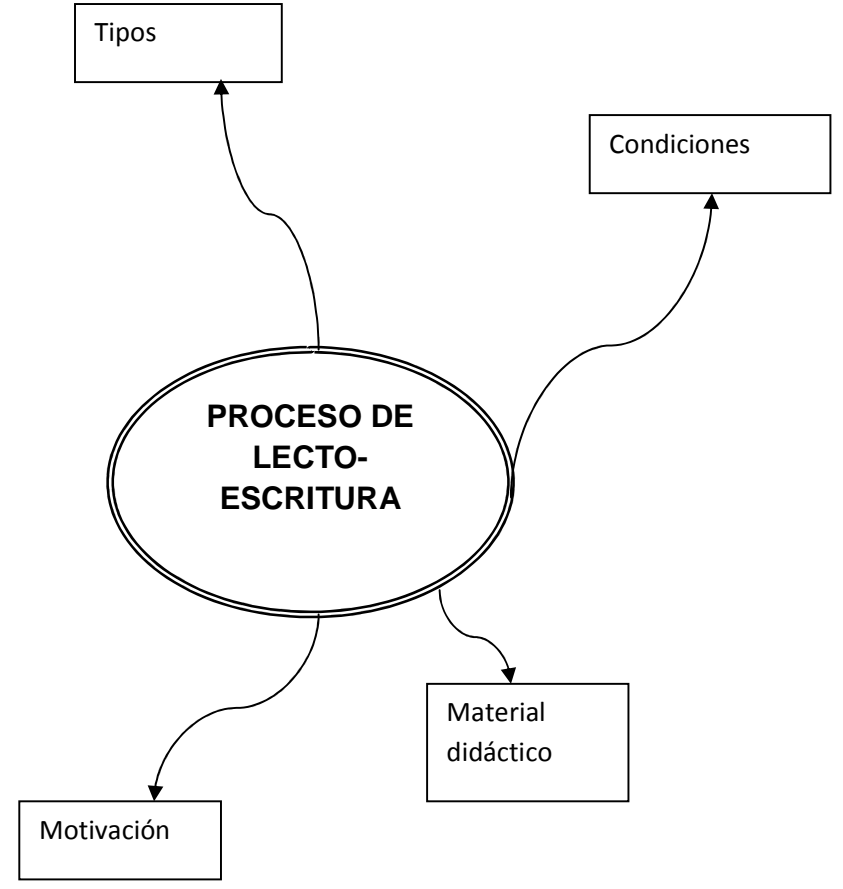 Tipos
Condiciones
PROCESO DE
LECTO-
ESCRITURA
Material
didáctico
Motivación